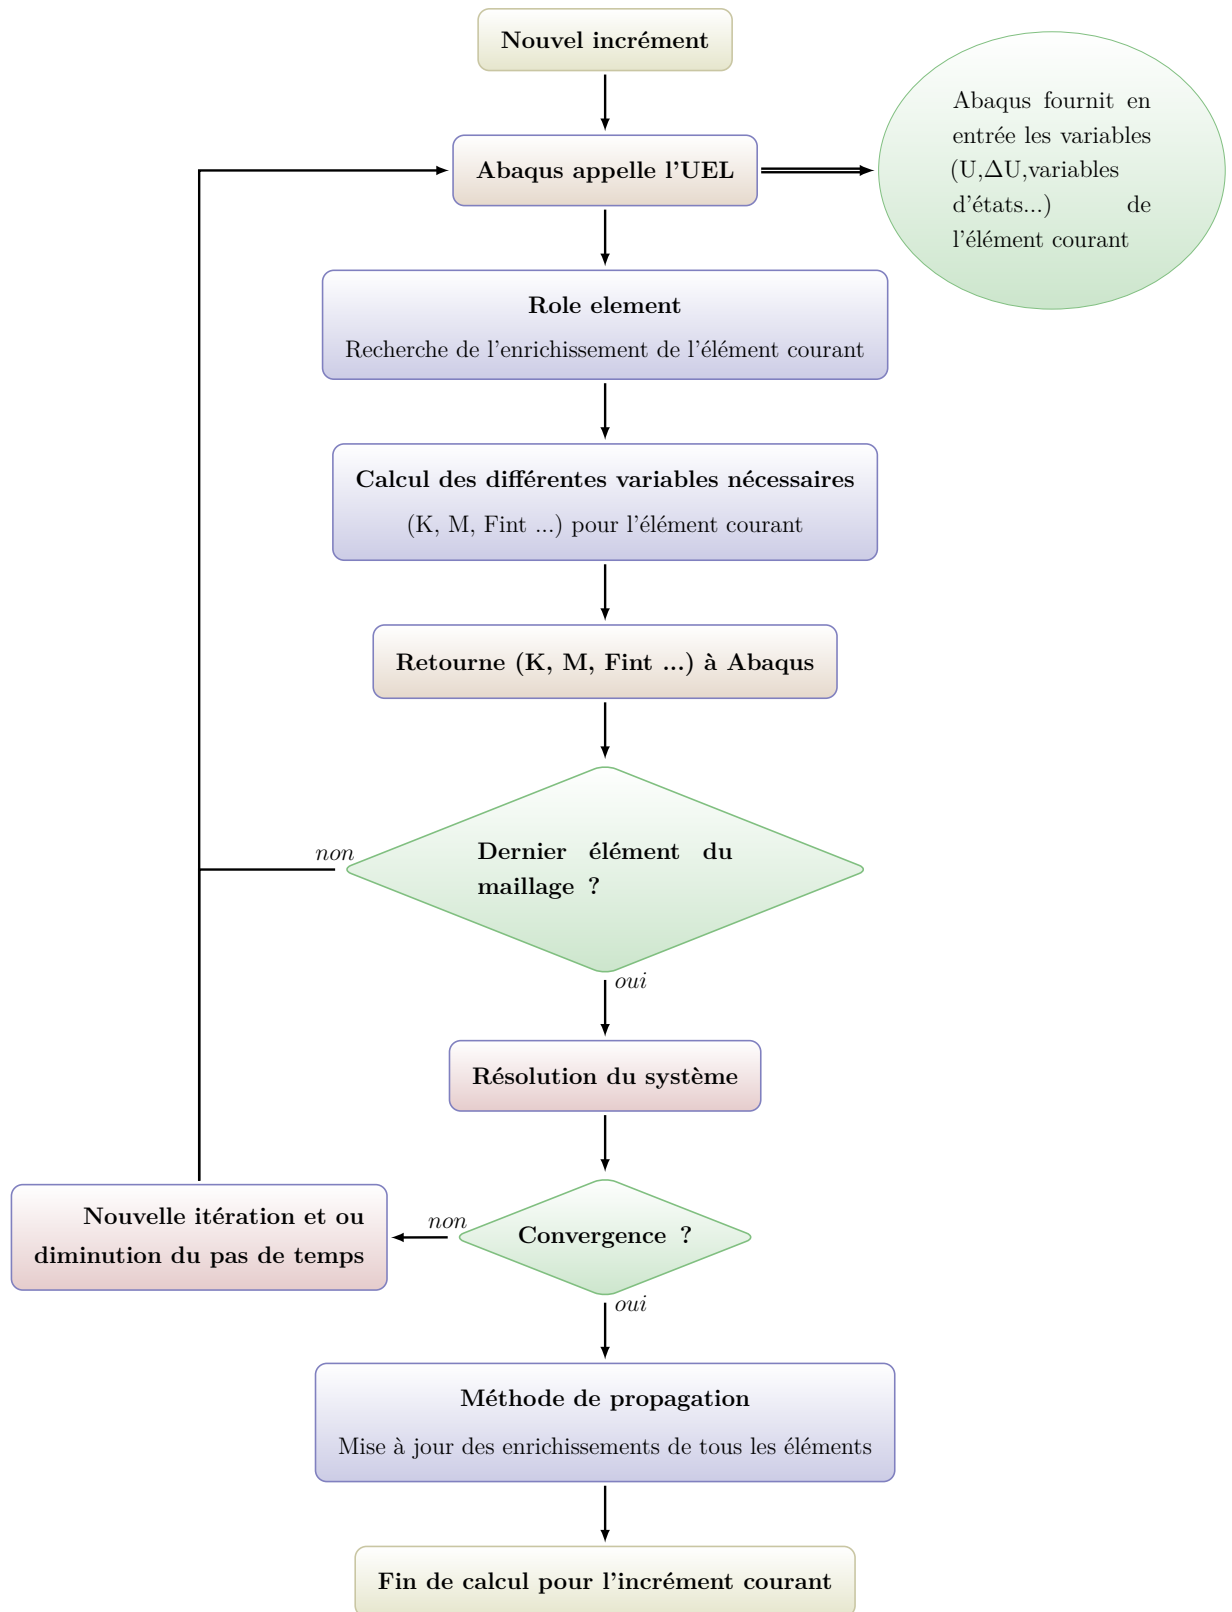 Nouvel incrément
Abaqus appelle l'UEL
Abaqus fournit en
entrée les variables
(U,ΔU,variables
d'états...) de
l'élément courant
Role element
Recherche de l'enrichissement de l'élément courant
Calcul des différentes variables nécessaires
(K, M, Fint ...) pour l'élément courant
Retourne (K, M, Fint ...) à Abaqus
Dernier élément du
maillage ?
non
oui
Résolution du système
Convergence ?
non
Nouvelle itération et ou
diminution du pas de temps
oui
Méthode de propagation
Mise à jour des enrichissements de tous les éléments
Fin de calcul pour l'incrément courant